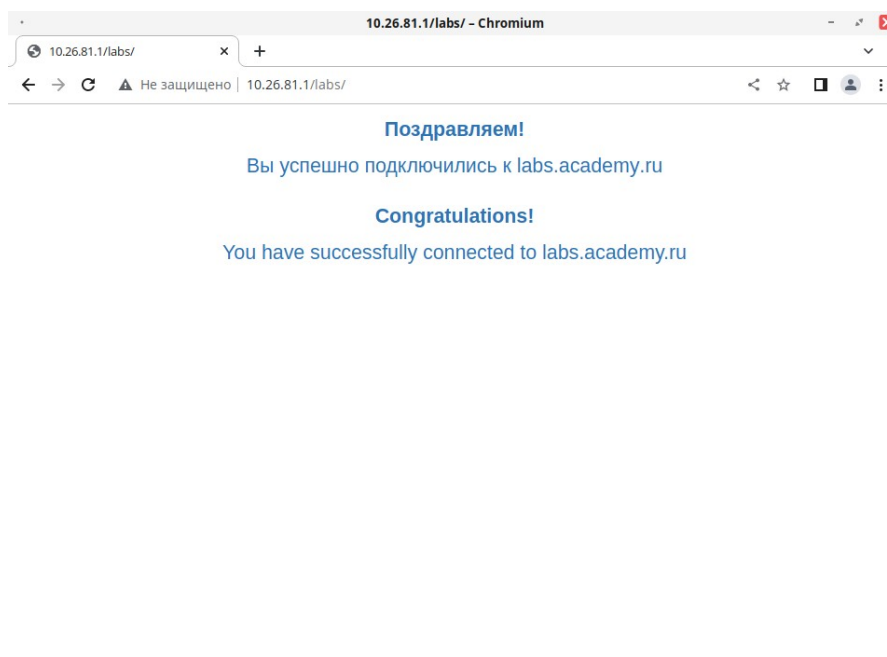 10.26.81.1/labs/ – Chromium
10.26.81.1/labs/
Не защищено 10.26.81.1/labs/
Поздравляем!
Вы успешно подключились к labs.academy.ru
Congratulations!
You have successfully connected to labs.academy.ru